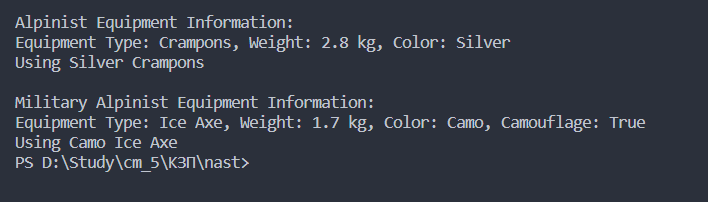 Alpinist Equipment Information:
Equipment Type: Crampons, Weight: 2.8 kg, Color: Silver
Using Silver Crampons
Military Alpinist Equipment Information:
Equipment Type: Ice Axe, Weight: 1.7 kg, Color: Camo, Camouflage: True
Using Camo Ice Axe
PS D:\Study\cm_5\КЗП\nast>